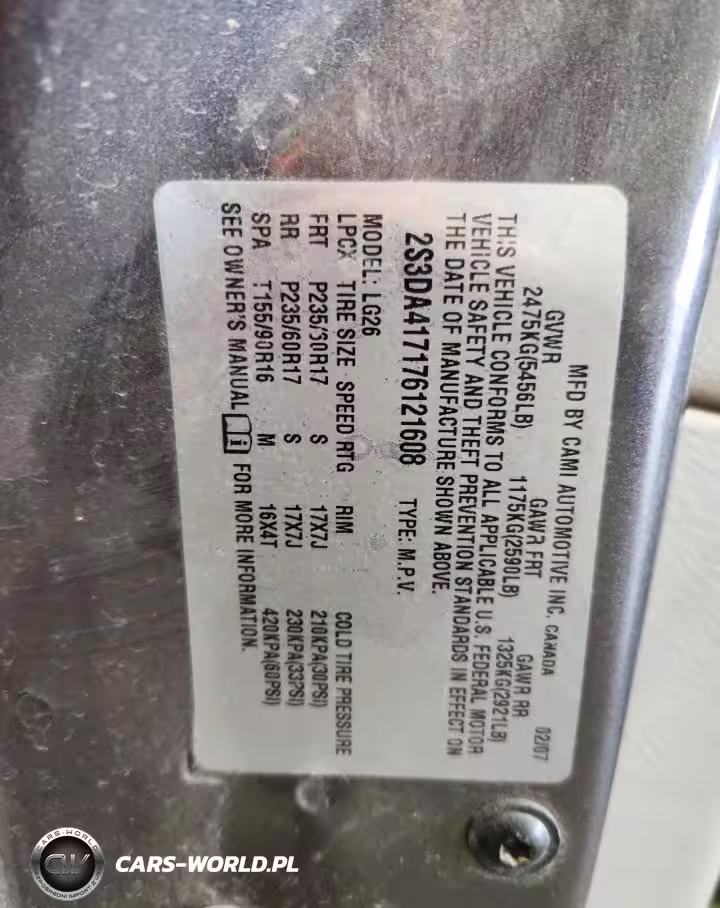 MFD BY CAMI AUTOMOTIVE INC. CANADA 02/07
GVWR GAWR FRT GAWR RR
2475KG(5456LB) 1175KG(2590LB) 1325KG(2921LB)
THIS VEHICLE CONFORMS TO ALL APPLICABLE U.S. FEDERAL MOTOR
VEHICLE SAFETY AND THEFT PREVENTION STANDARDS IN EFFECT ON
THE DATE OF MANUFACTURE SHOWN ABOVE.
2S3DA417176121608 TYPE: M.P.V.
MODEL: LG26
LPCX TIRE SIZE SPEED RTG RIM COLD TIRE PRESSURE
FRT P235/60R17 S 17X7J 210KPA(30PSI)
RR P235/60R17 S 17X7J 230KPA(33PSI)
SPA T155/90R16 M 16X4T 420KPA(60PSI)
SEE OWNER'S MANUAL FOR MORE INFORMATION.
CARS-WORLD
CW
CARS-WORLD.PL